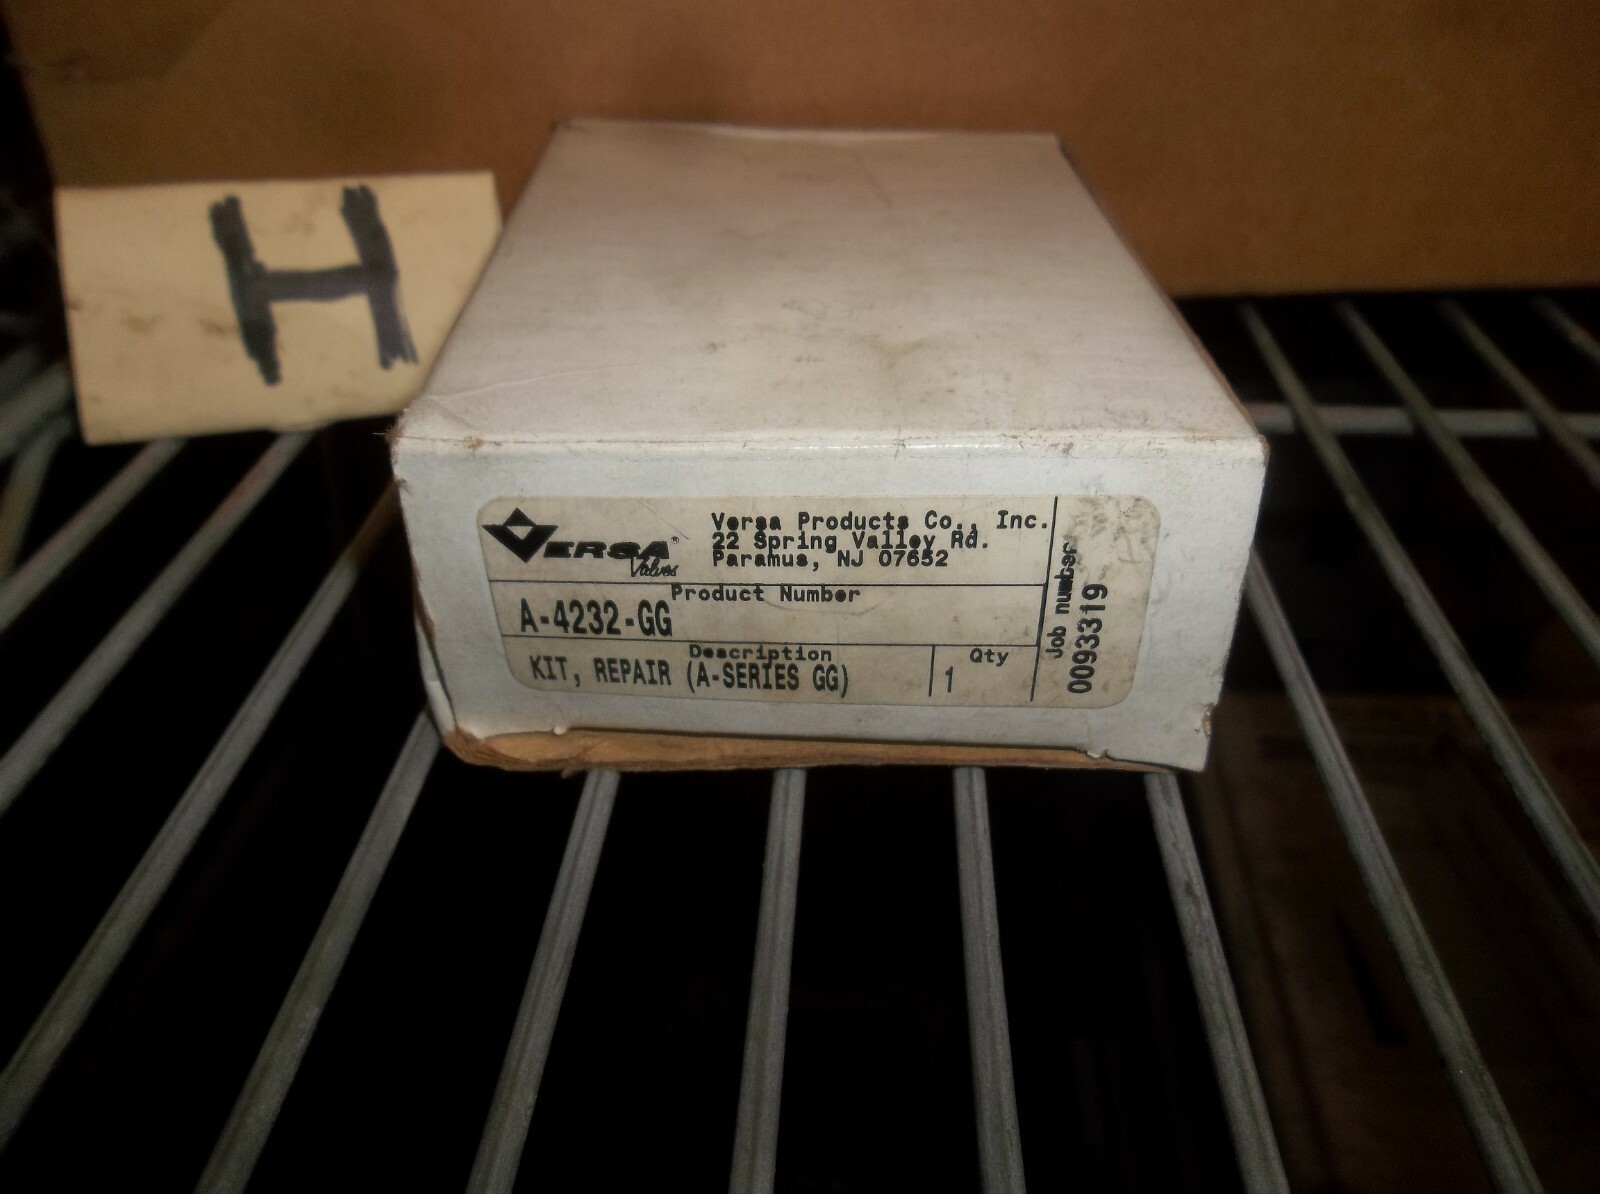 H
VERSA®
Valves
Versa Products Co., Inc.
22 Spring Valley Rd.
Paramus, NJ 07652
Product Number
A-4232-GG
Description
KIT, REPAIR (A-SERIES GG)
Qty
1
Job number
0093319